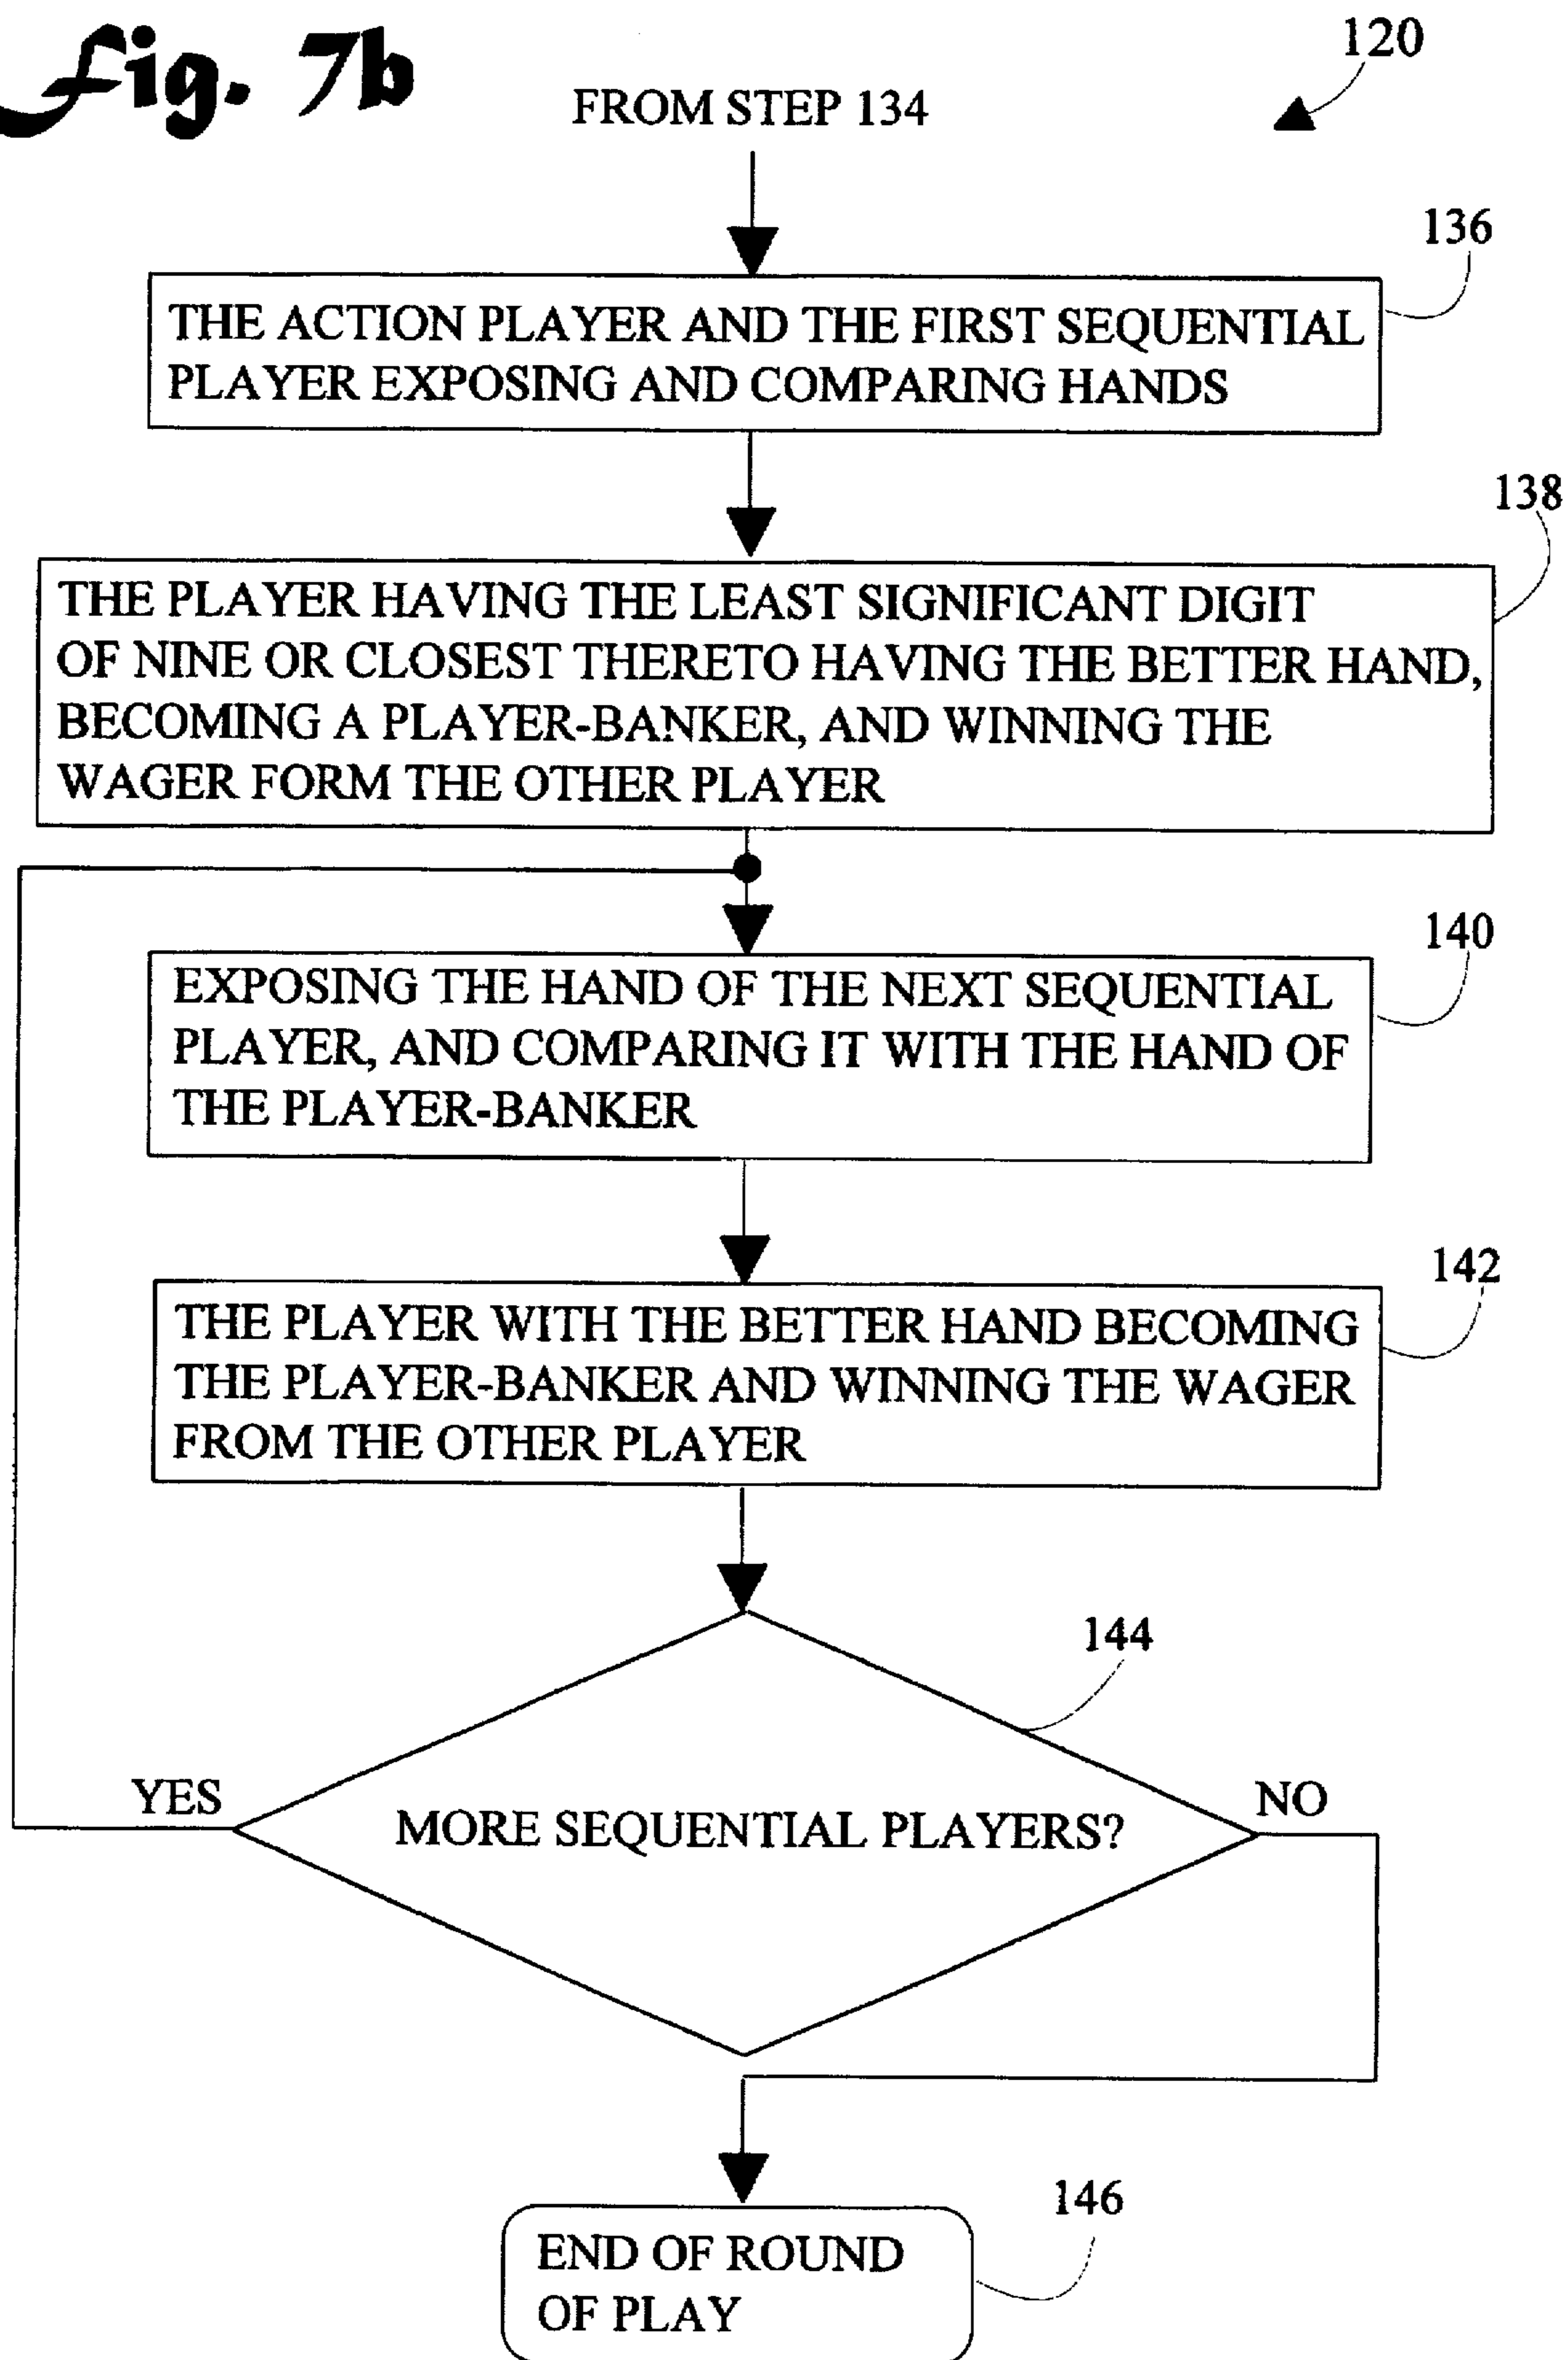 Fig. 7b
120
FROM STEP 134
136
THE ACTION PLAYER AND THE FIRST SEQUENTIAL
PLAYER EXPOSING AND COMPARING HANDS
138
THE PLAYER HAVING THE LEAST SIGNIFICANT DIGIT
OF NINE OR CLOSEST THERETO HAVING THE BETTER HAND,
BECOMING A PLAYER-BANKER, AND WINNING THE
WAGER FORM THE OTHER PLAYER
140
EXPOSING THE HAND OF THE NEXT SEQUENTIAL
PLAYER, AND COMPARING IT WITH THE HAND OF
THE PLAYER-BANKER
142
THE PLAYER WITH THE BETTER HAND BECOMING
THE PLAYER-BANKER AND WINNING THE WAGER
FROM THE OTHER PLAYER
144
YES
MORE SEQUENTIAL PLAYERS?
NO
146
END OF ROUND
OF PLAY